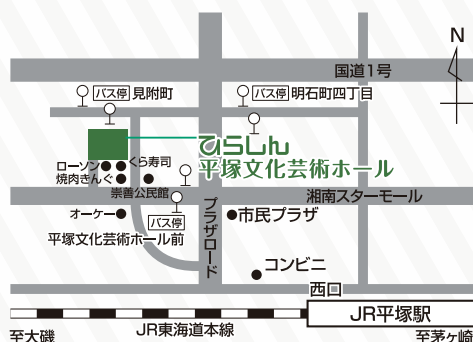 N
国道1号
バス停 見附町
バス停 明石町四丁目
ひらしん
平塚文化芸術ホール
ローソン
くら寿司
焼肉きんぐ
崇善公民館
湘南スターモール
オーケー
バス停
平塚文化芸術ホール前
プラザロード
市民プラザ
コンビニ
西口
JR平塚駅
JR東海道本線
至大磯
至茅ヶ崎